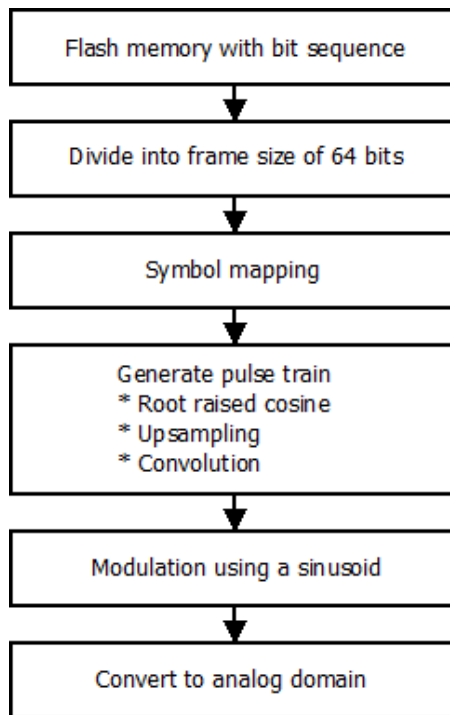 Flash memory with bit sequence
Divide into frame size of 64 bits
Symbol mapping
Generate pulse train
* Root raised cosine
* Upsampling
* Convolution
Modulation using a sinusoid
Convert to analog domain